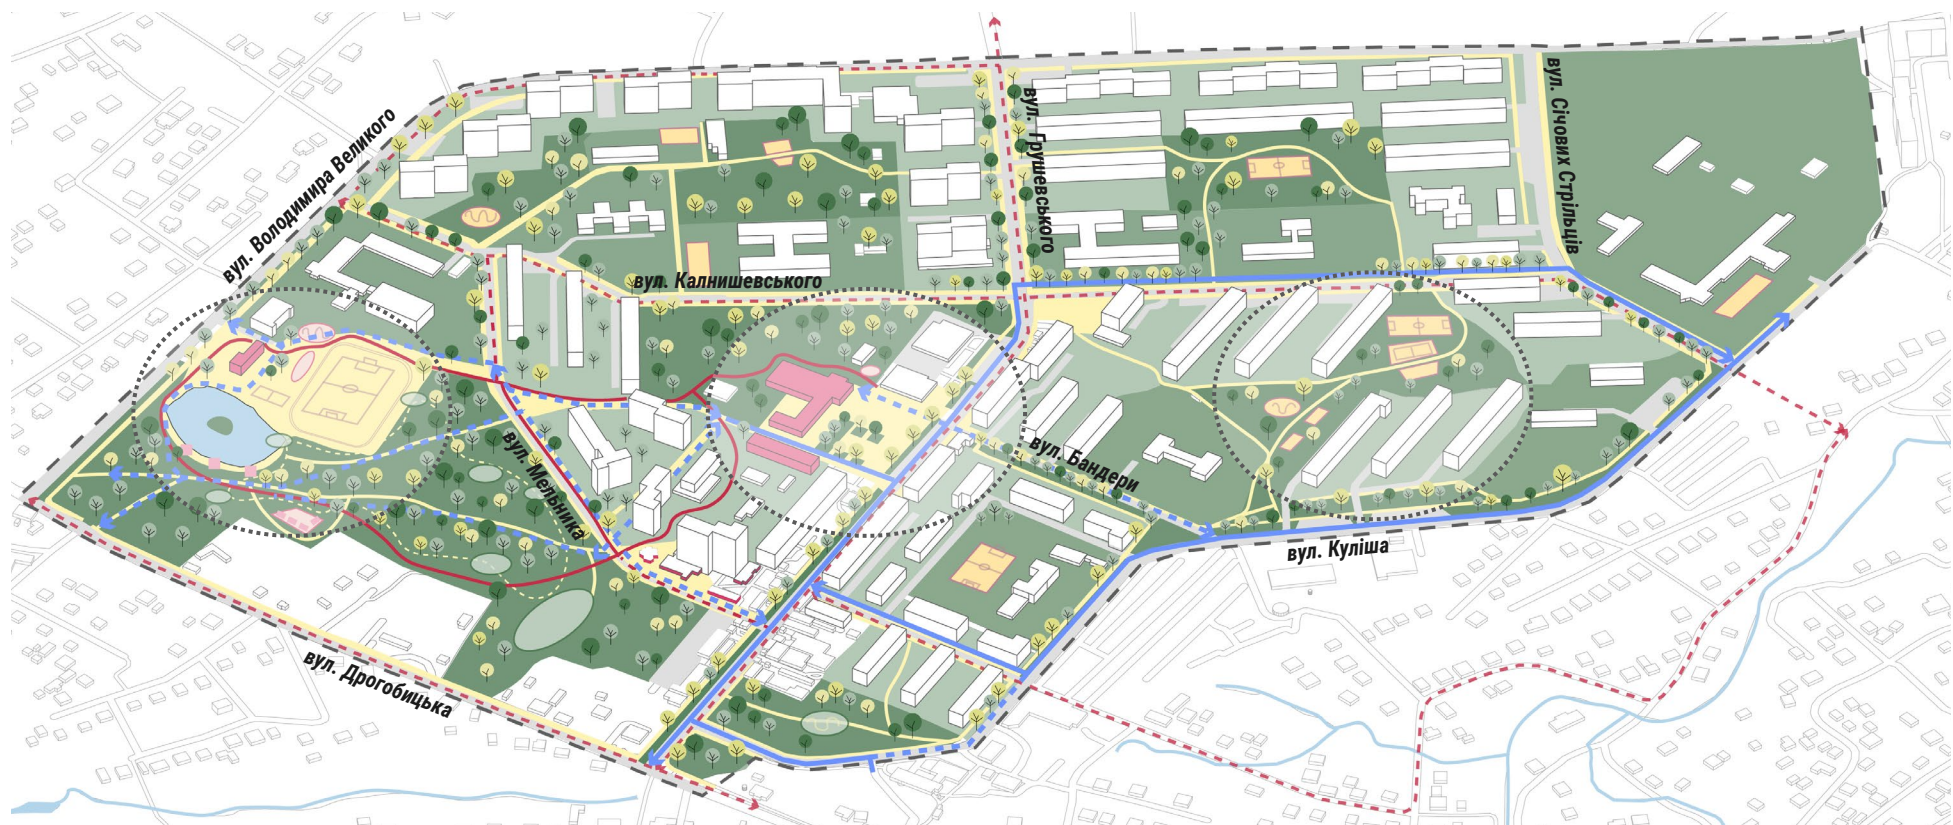 вул. Володимира Великого
вул. Грушевського
вул. Січових Стрільців
вул. Калнишевського
вул. Мельника
вул. Бандери
вул. Куліша
вул. Дрогобицька